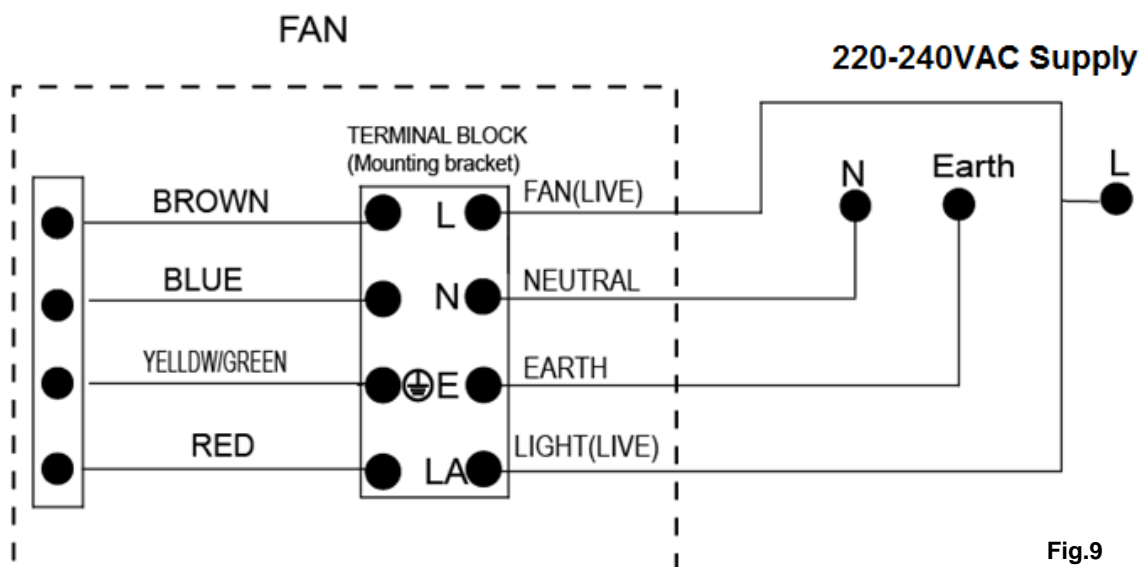 FAN
220-240VAC Supply
TERMINAL BLOCK
(Mounting bracket)
BROWN
L
FAN(LIVE)
N
Earth
L
BLUE
N
NEUTRAL
YELLDW/GREEN
E
EARTH
RED
LA
LIGHT(LIVE)
Fig.9